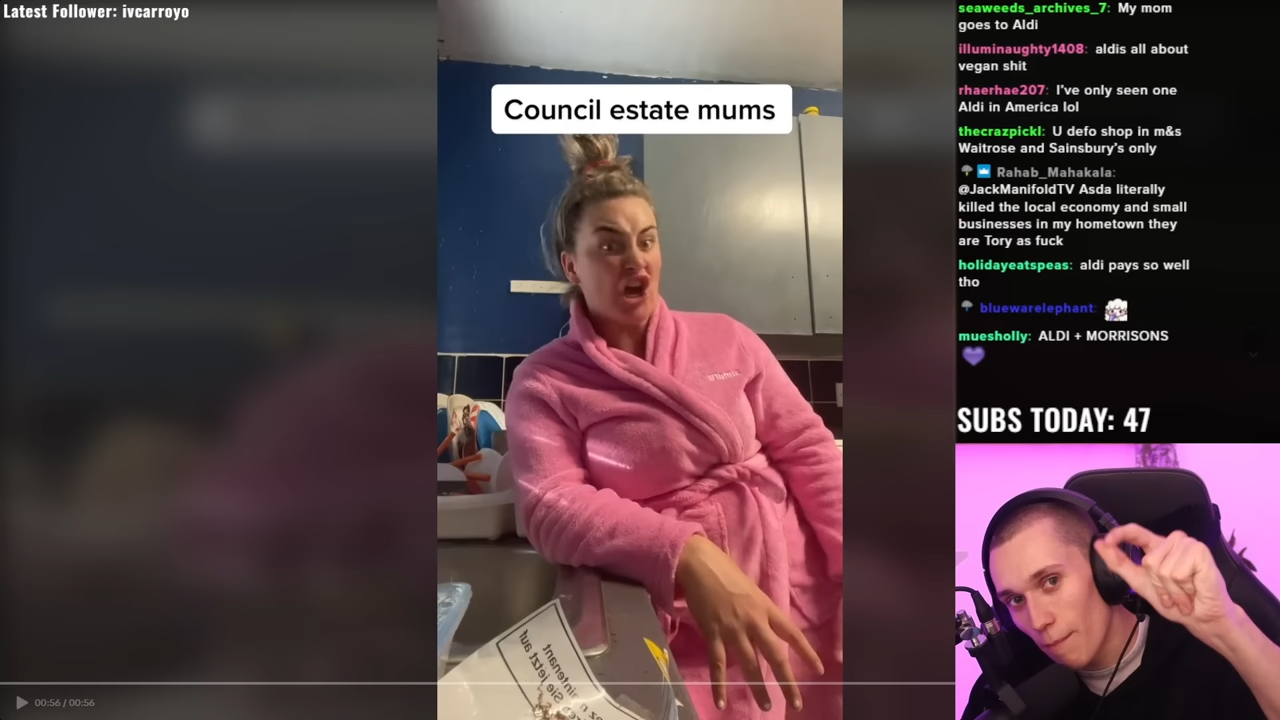 Latest Follower: ivcarroyo
Council estate mums
seaweeds_archives_7: My mom
goes to Aldi
illuminaughty1408: aldis all about
vegan shit
rhaerhae207: I've only seen one
Aldi in America lol
thecrazpickl: U defo shop in m&s
Waitrose and Sainsbury's only
Rahab_Mahakala:
@JackManifoldTV Asda literally
killed the local economy and small
businesses in my hometown they
are Tory as fuck
holidayeatspeas: aldi pays so well
tho
bluewarelephant:
muesholly: ALDI + MORRISONS
SUBS TODAY: 47
Sie jetzt auf
00:56 / 00:56